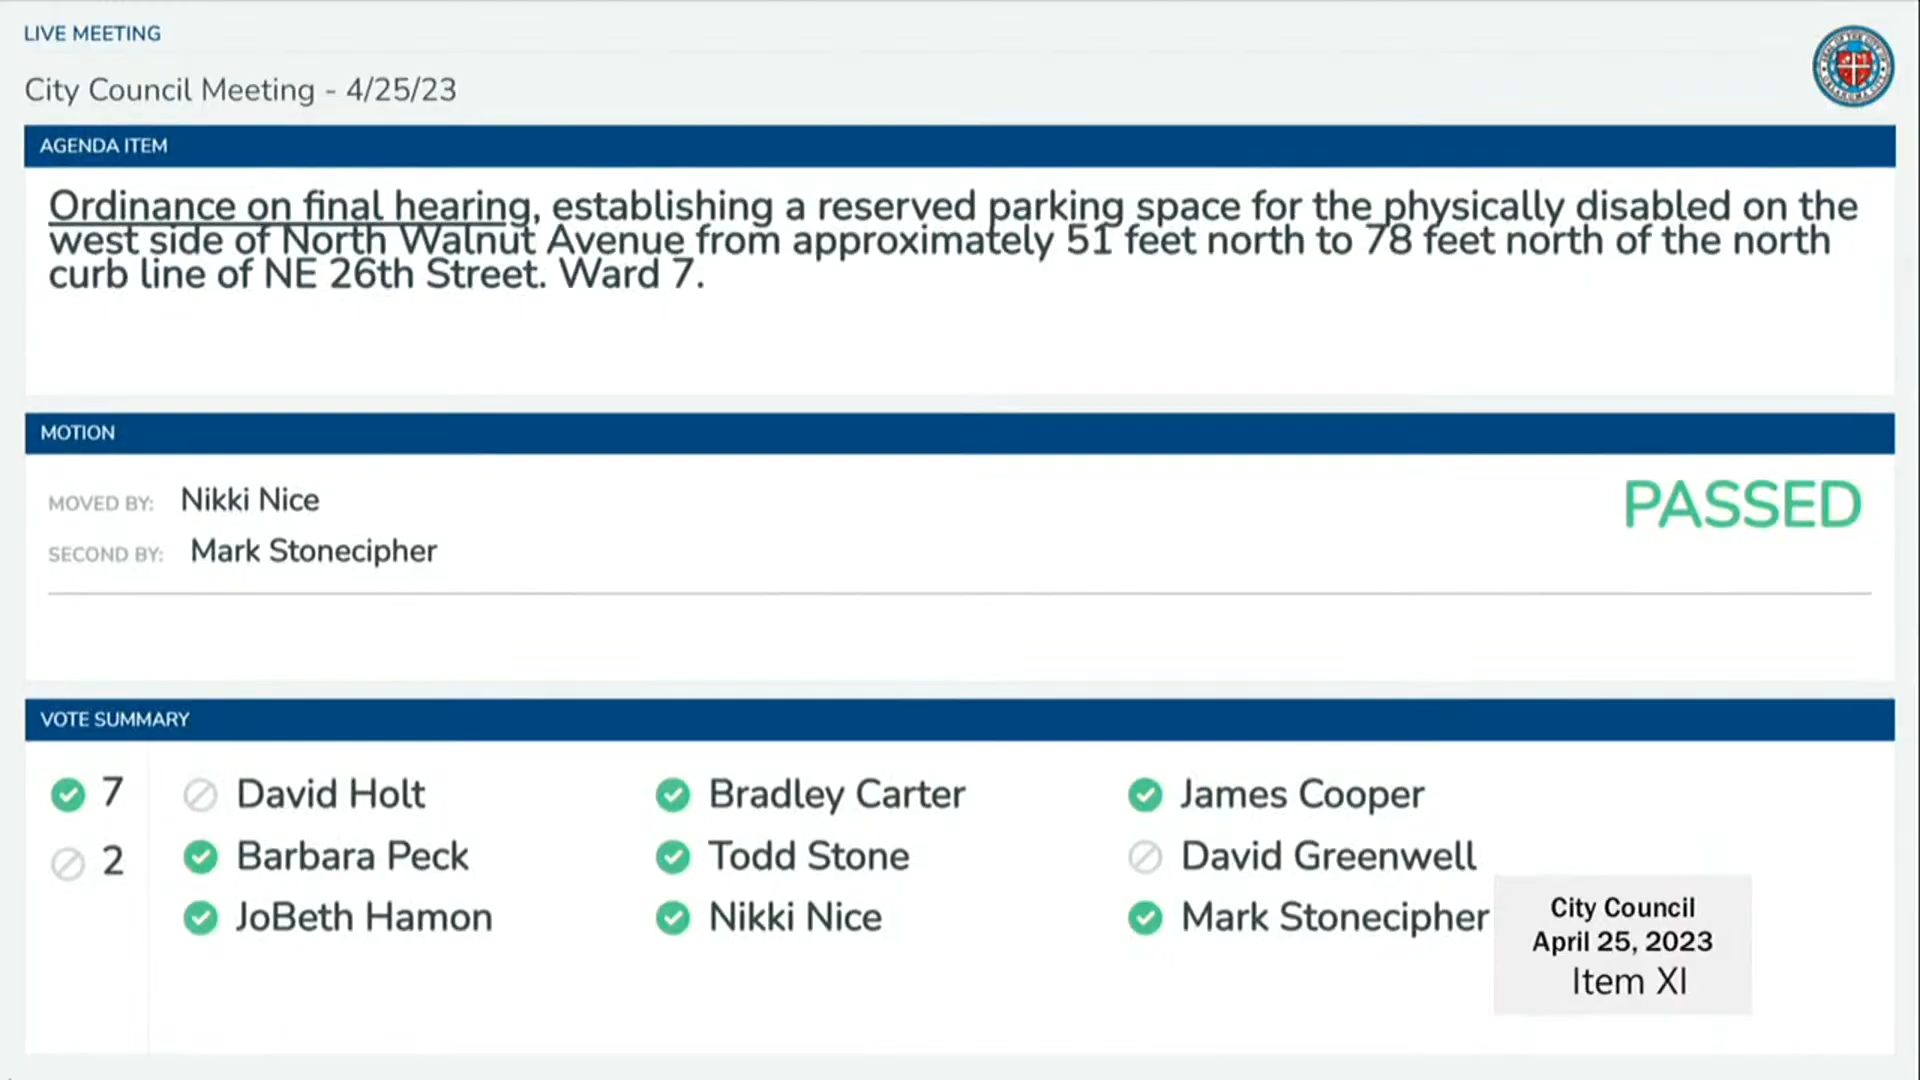 LIVE MEETING
City Council Meeting - 4/25/23
AGENDA ITEM
Ordinance on final hearing, establishing a reserved parking space for the physically disabled on the
west side of North Walnut Avenue from approximately 51 feet north to 78 feet north of the north
curb line of NE 26th Street. Ward 7.
MOTION
MOVED BY: Nikki Nice
PASSED
SECOND BY: Mark Stonecipher
VOTE SUMMARY
7 David Holt Bradley Carter James Cooper
2 Barbara Peck Todd Stone David Greenwell
JoBeth Hamon Nikki Nice Mark Stonecipher
City Council
April 25, 2023
Item XI